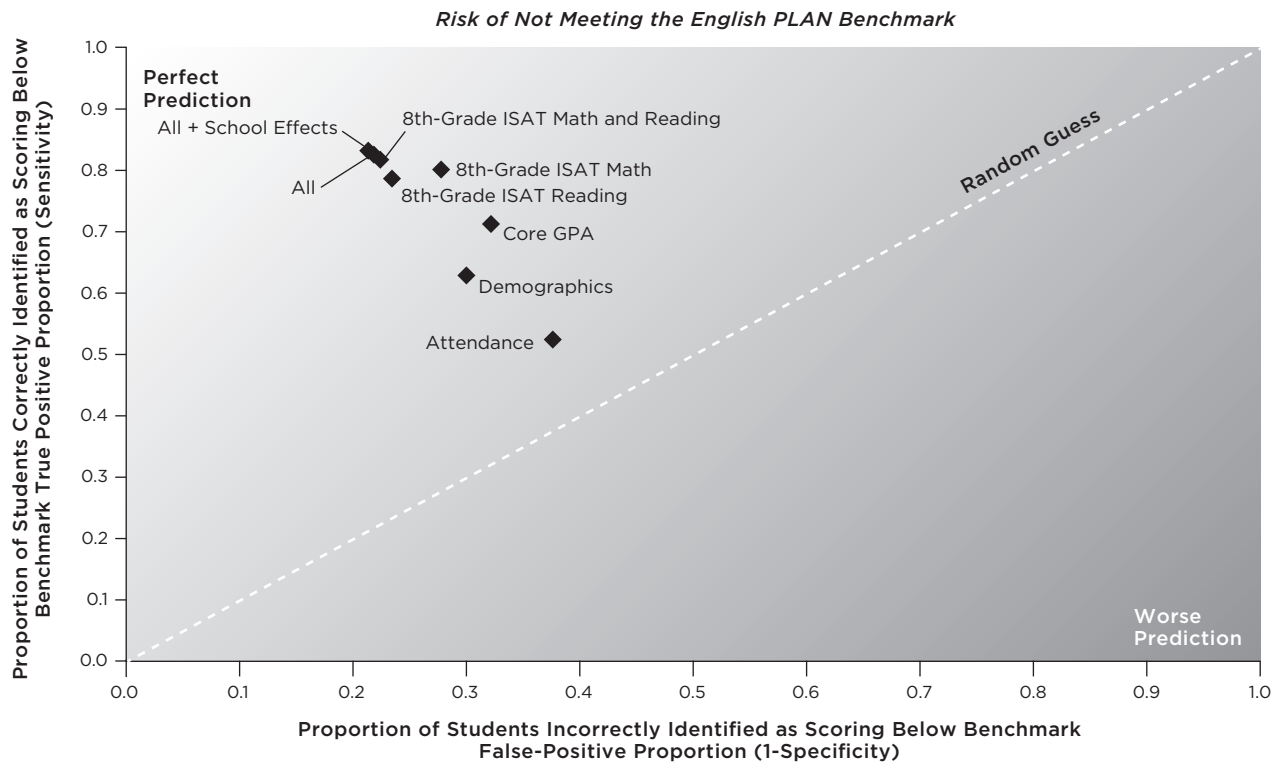 Risk of Not Meeting the English PLAN Benchmark
Proportion of Students Correctly Identified as Scoring Below
Benchmark True Positive Proportion (Sensitivity)
1.0
0.9
0.8
0.7
0.6
0.5
0.4
0.3
0.2
0.1
0.0
Perfect
Prediction
All + School Effects
8th-Grade ISAT Math and Reading
All
8th-Grade ISAT Math
8th-Grade ISAT Reading
Core GPA
Demographics
Attendance
Random Guess
Worse
Prediction
0.0
0.1
0.2
0.3
0.4
0.5
0.6
0.7
0.8
0.9
1.0
Proportion of Students Incorrectly Identified as Scoring Below Benchmark
False-Positive Proportion (1-Specificity)